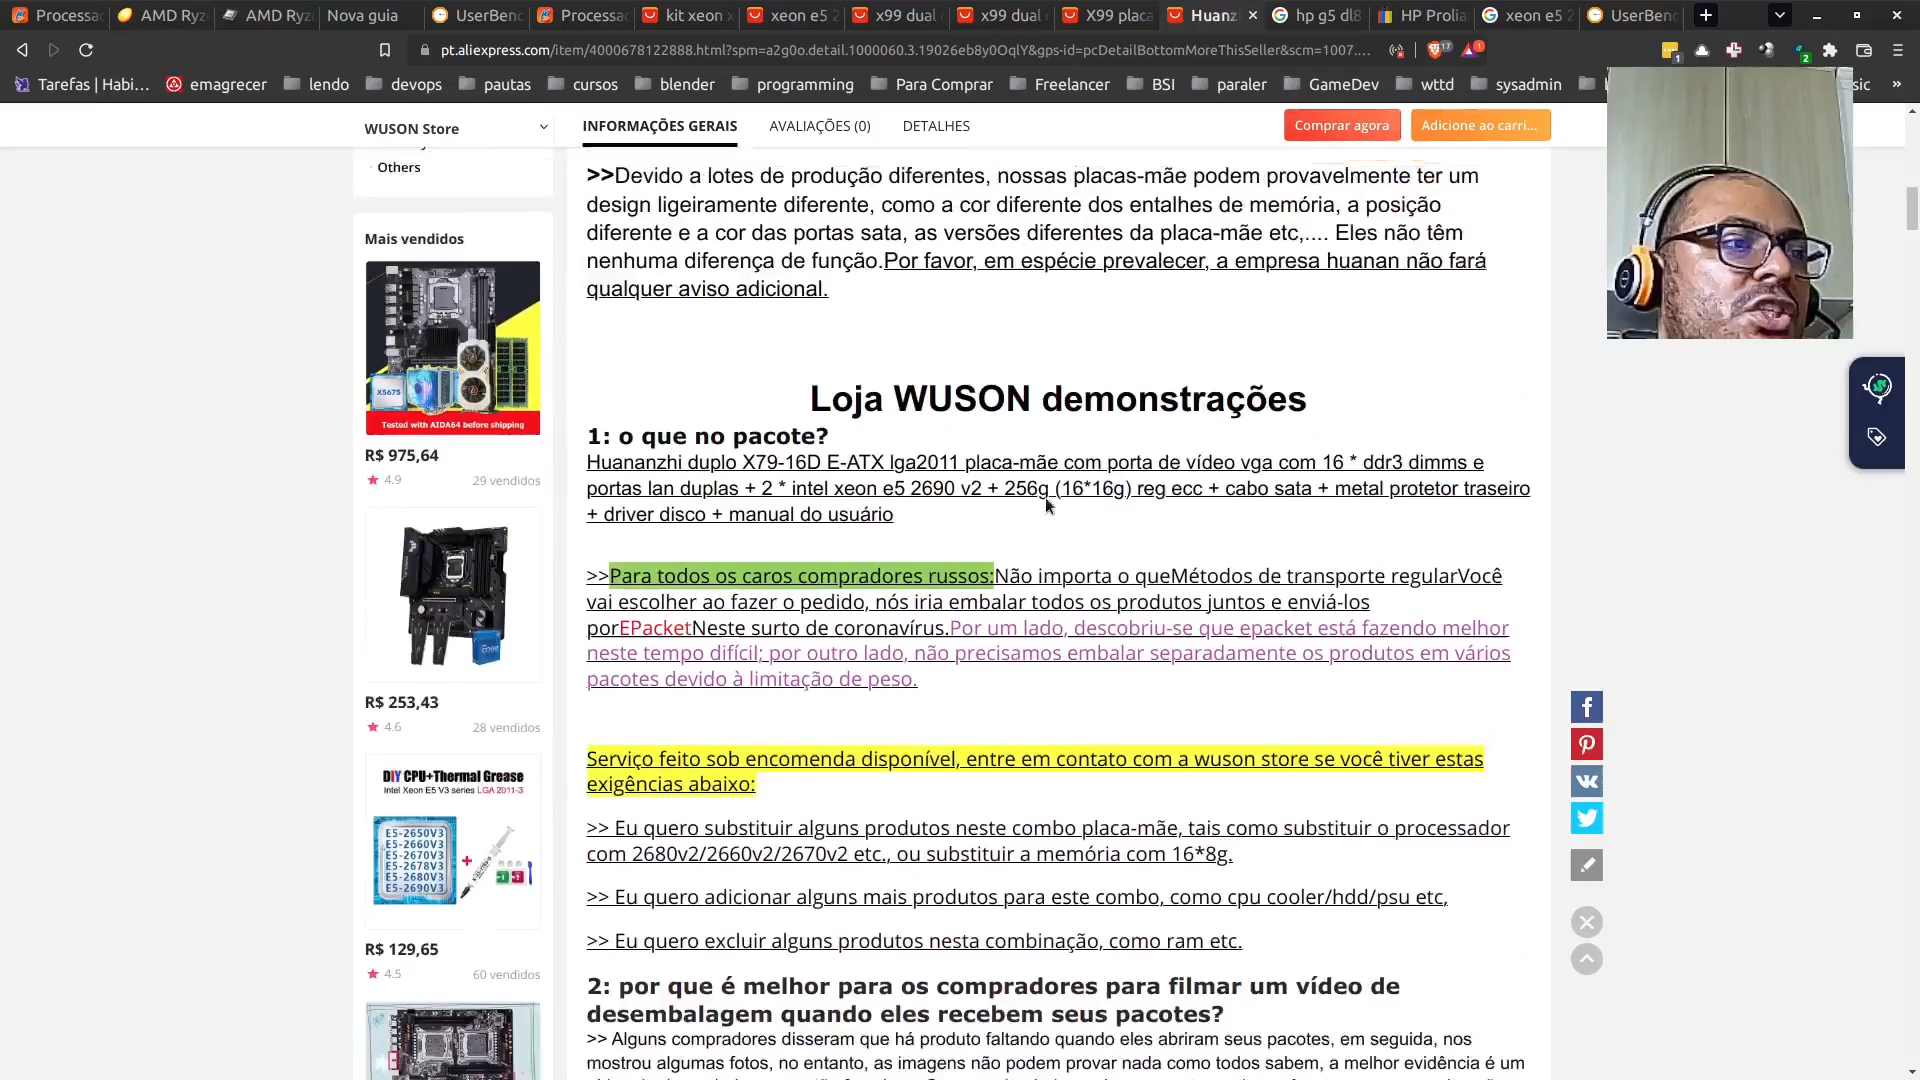 Processa
AMD Ryz
AMD Ryz
Nova guia
UserBen
Processa
kit xeon
xeon e5 2
x99 dual
x99 dual
X99 placa
Huanz
hp g5 dl8
HP Prolia
xeon e5 2
UserBen
pt.aliexpress.com/item/4000678122888.html?spm=a2g0o.detail.1000060.3.19026eb8y0OqlY&gps-id=pcDetailBottomMoreThisSeller&scm=1007....
17
1
1
2
Tarefas | Habi...
emagrecer
lendo
devops
pautas
cursos
blender
programming
Para Comprar
Freelancer
BSI
paraler
GameDev
wttd
sysadmin
sic
»
WUSON Store
INFORMAÇÕES GERAIS
AVALIAÇÕES (0)
DETALHES
Comprar agora
Adicione ao carri...
Others
Mais vendidos
X5675
Tested with AIDA64 before shipping
R$ 975,64
4.9
29 vendidos
R$ 253,43
4.6
28 vendidos
DIY CPU+Thermal Grease
Intel Xeon E5 V3 series LGA 2011-3
E5-2650V3
E5-2660V3
E5-2670V3
E5-2678V3
E5-2680V3
E5-2690V3
R$ 129,65
4.5
60 vendidos
>>Devido a lotes de produção diferentes, nossas placas-mãe podem provavelmente ter um
design ligeiramente diferente, como a cor diferente dos entalhes de memória, a posição
diferente e a cor das portas sata, as versões diferentes da placa-mãe etc,.... Eles não têm
nenhuma diferença de função.Por favor, em espécie prevalecer, a empresa huanan não fará
qualquer aviso adicional.
Loja WUSON demonstrações
1: o que no pacote?
Huananzhi duplo X79-16D E-ATX lga2011 placa-mãe com porta de vídeo vga com 16 * ddr3 dimms e
portas lan duplas + 2 * intel xeon e5 2690 v2 + 256g (16*16g) reg ecc + cabo sata + metal protetor traseiro
+ driver disco + manual do usuário
>>Para todos os caros compradores russos:Não importa o queMétodos de transporte regularVocê
vai escolher ao fazer o pedido, nós iria embalar todos os produtos juntos e enviá-los
porEPacketNeste surto de coronavírus.Por um lado, descobriu-se que epacket está fazendo melhor
neste tempo difícil; por outro lado, não precisamos embalar separadamente os produtos em vários
pacotes devido à limitação de peso.
Serviço feito sob encomenda disponível, entre em contato com a wuson store se você tiver estas
exigências abaixo:
>> Eu quero substituir alguns produtos neste combo placa-mãe, tais como substituir o processador
com 2680v2/2660v2/2670v2 etc., ou substituir a memória com 16*8g.
>> Eu quero adicionar alguns mais produtos para este combo, como cpu cooler/hdd/psu etc,
>> Eu quero excluir alguns produtos nesta combinação, como ram etc.
2: por que é melhor para os compradores para filmar um vídeo de
desembalagem quando eles recebem seus pacotes?
>> Alguns compradores disseram que há produto faltando quando eles abriram seus pacotes, em seguida, nos
mostrou algumas fotos, no entanto, as imagens não podem provar nada como todos sabem, a melhor evidência é um